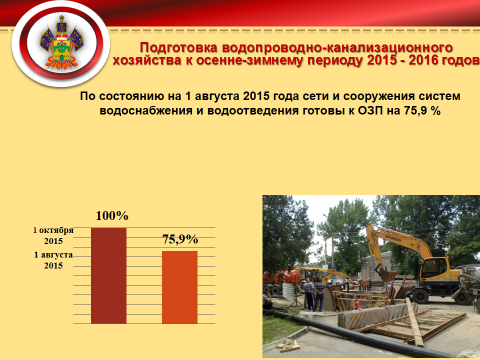 Подготовка водопроводно-канализационного
хозяйства к осенне-зимнему периоду 2015 - 2016 годов
По состоянию на 1 августа 2015 года сети и сооружения систем
водоснабжения и водоотведения готовы к ОЗП на 75,9 %
100%
75,9%
1 октября
2015
1 августа
2015